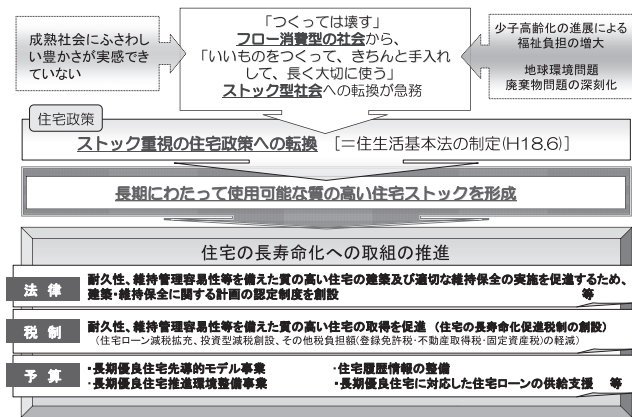 成熟社会にふさわし
い豊かさが実感でき
ていない
「つくっては壊す」
フロー消費型の社会から、
「いいものをつくって、きちんと手入れ
して、長く大切に使う」
ストック型社会への転換が急務
少子高齢化の進展による
福祉負担の増大
地球環境問題
廃棄物問題の深刻化
住宅政策
ストック重視の住宅政策への転換 [=住生活基本法の制定(H18.6)]
長期にわたって使用可能な質の高い住宅ストックを形成
住宅の長寿命化への取組の推進
法 律
耐久性、維持管理容易性等を備えた質の高い住宅の建築及び適切な維持保全の実施を促進するため、
建築・維持保全に関する計画の認定制度を創設 等
税 制
耐久性、維持管理容易性等を備えた質の高い住宅の取得を促進 (住宅の長寿命化促進税制の創設)
(住宅ローン減税拡充、投資型減税創設、その他税負担額(登録免許税・不動産取得税・固定資産税)の軽減)
予 算
・長期優良住宅先導的モデル事業 ・住宅履歴情報の整備
・長期優良住宅推進環境整備事業 ・長期優良住宅に対応した住宅ローンの供給支援 等